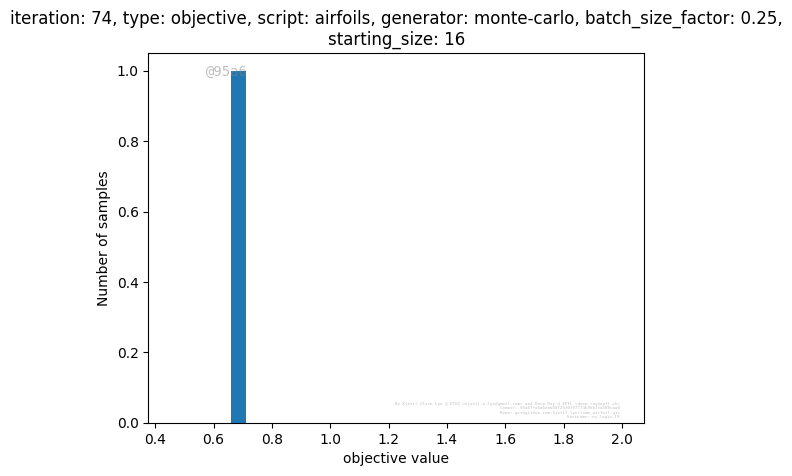 iteration: 74, type: objective, script: airfoils, generator: monte-carlo, batch_size_factor: 0.25,
starting_size: 16
@95a6
1.0
0.8
0.6
0.4
0.2
0.0
Number of samples
0.4 0.6 0.8 1.0 1.2 1.4 1.6 1.8 2.0
objective value